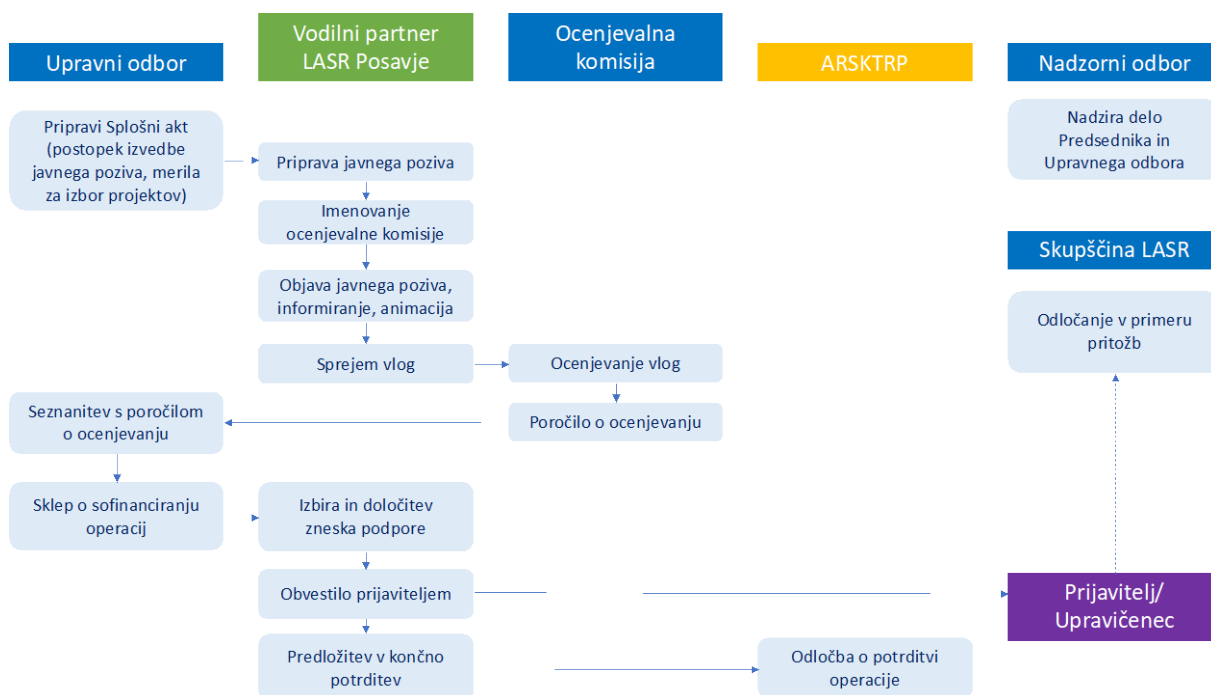 Upravni odbor
Vodilni partner
LASR Posavje
Ocenjevalna
komisija
ARSKTRP
Nadzorni odbor
Pripravi Splošni akt
(postopek izvedbe
javnega poziva, merila
za izbor projektov)
Priprava javnega poziva
Nadzira delo
Predsednika in
Upravnega odbora
Imenovanje
ocenjevalne komisije
Skupščina LASR
Objava javnega poziva,
informiranje, animacija
Odločanje v primeru
pritožb
Sprejem vlog
Ocenjevanje vlog
Seznanitev s poročilom
o ocenjevanju
Poročilo o ocenjevanju
Sklep o sofinanciranju
operacij
Izbira in določitev
zneska podpore
Obvestilo prijaviteljem
Prijavitelj/
Upravičenec
Predložitev v končno
potrditev
Odločba o potrditvi
operacije